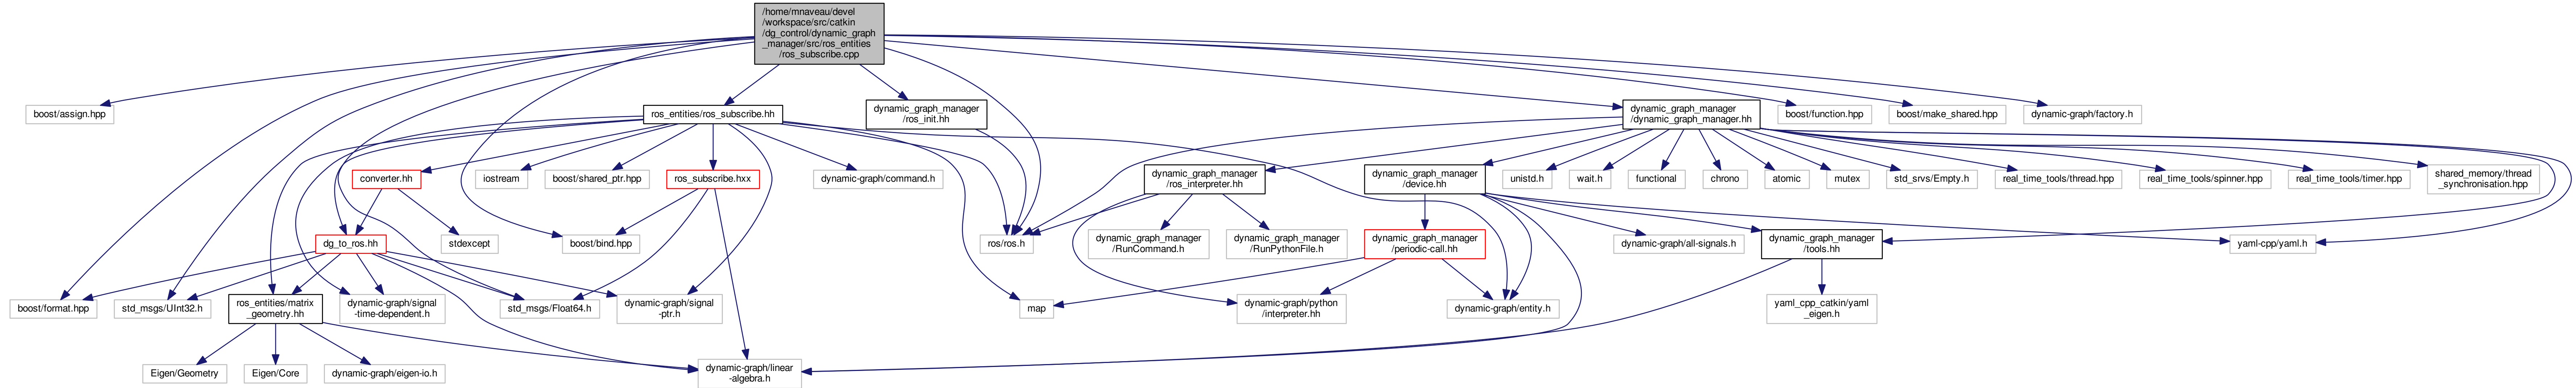 /home/mnaveau/devel
/workspace/src/catkin
/dg_control/dynamic_graph
_manager/src/ros_entities
/ros_subscribe.cpp
boost/assign.hpp
ros_entities/ros_subscribe.hh
dynamic_graph_manager
/ros_init.hh
dynamic_graph_manager
/dynamic_graph_manager.hh
boost/function.hpp
boost/make_shared.hpp
dynamic-graph/factory.h
converter.hh
iostream
boost/shared_ptr.hpp
ros_subscribe.hxx
dynamic-graph/command.h
dynamic_graph_manager
/ros_interpreter.hh
dynamic_graph_manager
/device.hh
unistd.h
wait.h
functional
chrono
atomic
mutex
std_srvs/Empty.h
real_time_tools/thread.hpp
real_time_tools/spinner.hpp
real_time_tools/timer.hpp
shared_memory/thread
_synchronisation.hpp
dg_to_ros.hh
stdexcept
boost/bind.hpp
ros/ros.h
dynamic_graph_manager
/RunCommand.h
dynamic_graph_manager
/RunPythonFile.h
dynamic_graph_manager
/periodic-call.hh
dynamic-graph/all-signals.h
dynamic_graph_manager
/tools.hh
yaml-cpp/yaml.h
boost/format.hpp
std_msgs/UInt32.h
ros_entities/matrix
_geometry.hh
dynamic-graph/signal
-time-dependent.h
std_msgs/Float64.h
dynamic-graph/signal
-ptr.h
map
dynamic-graph/python
/interpreter.hh
dynamic-graph/entity.h
yaml_cpp_catkin/yaml
_eigen.h
Eigen/Geometry
Eigen/Core
dynamic-graph/eigen-io.h
dynamic-graph/linear
-algebra.h